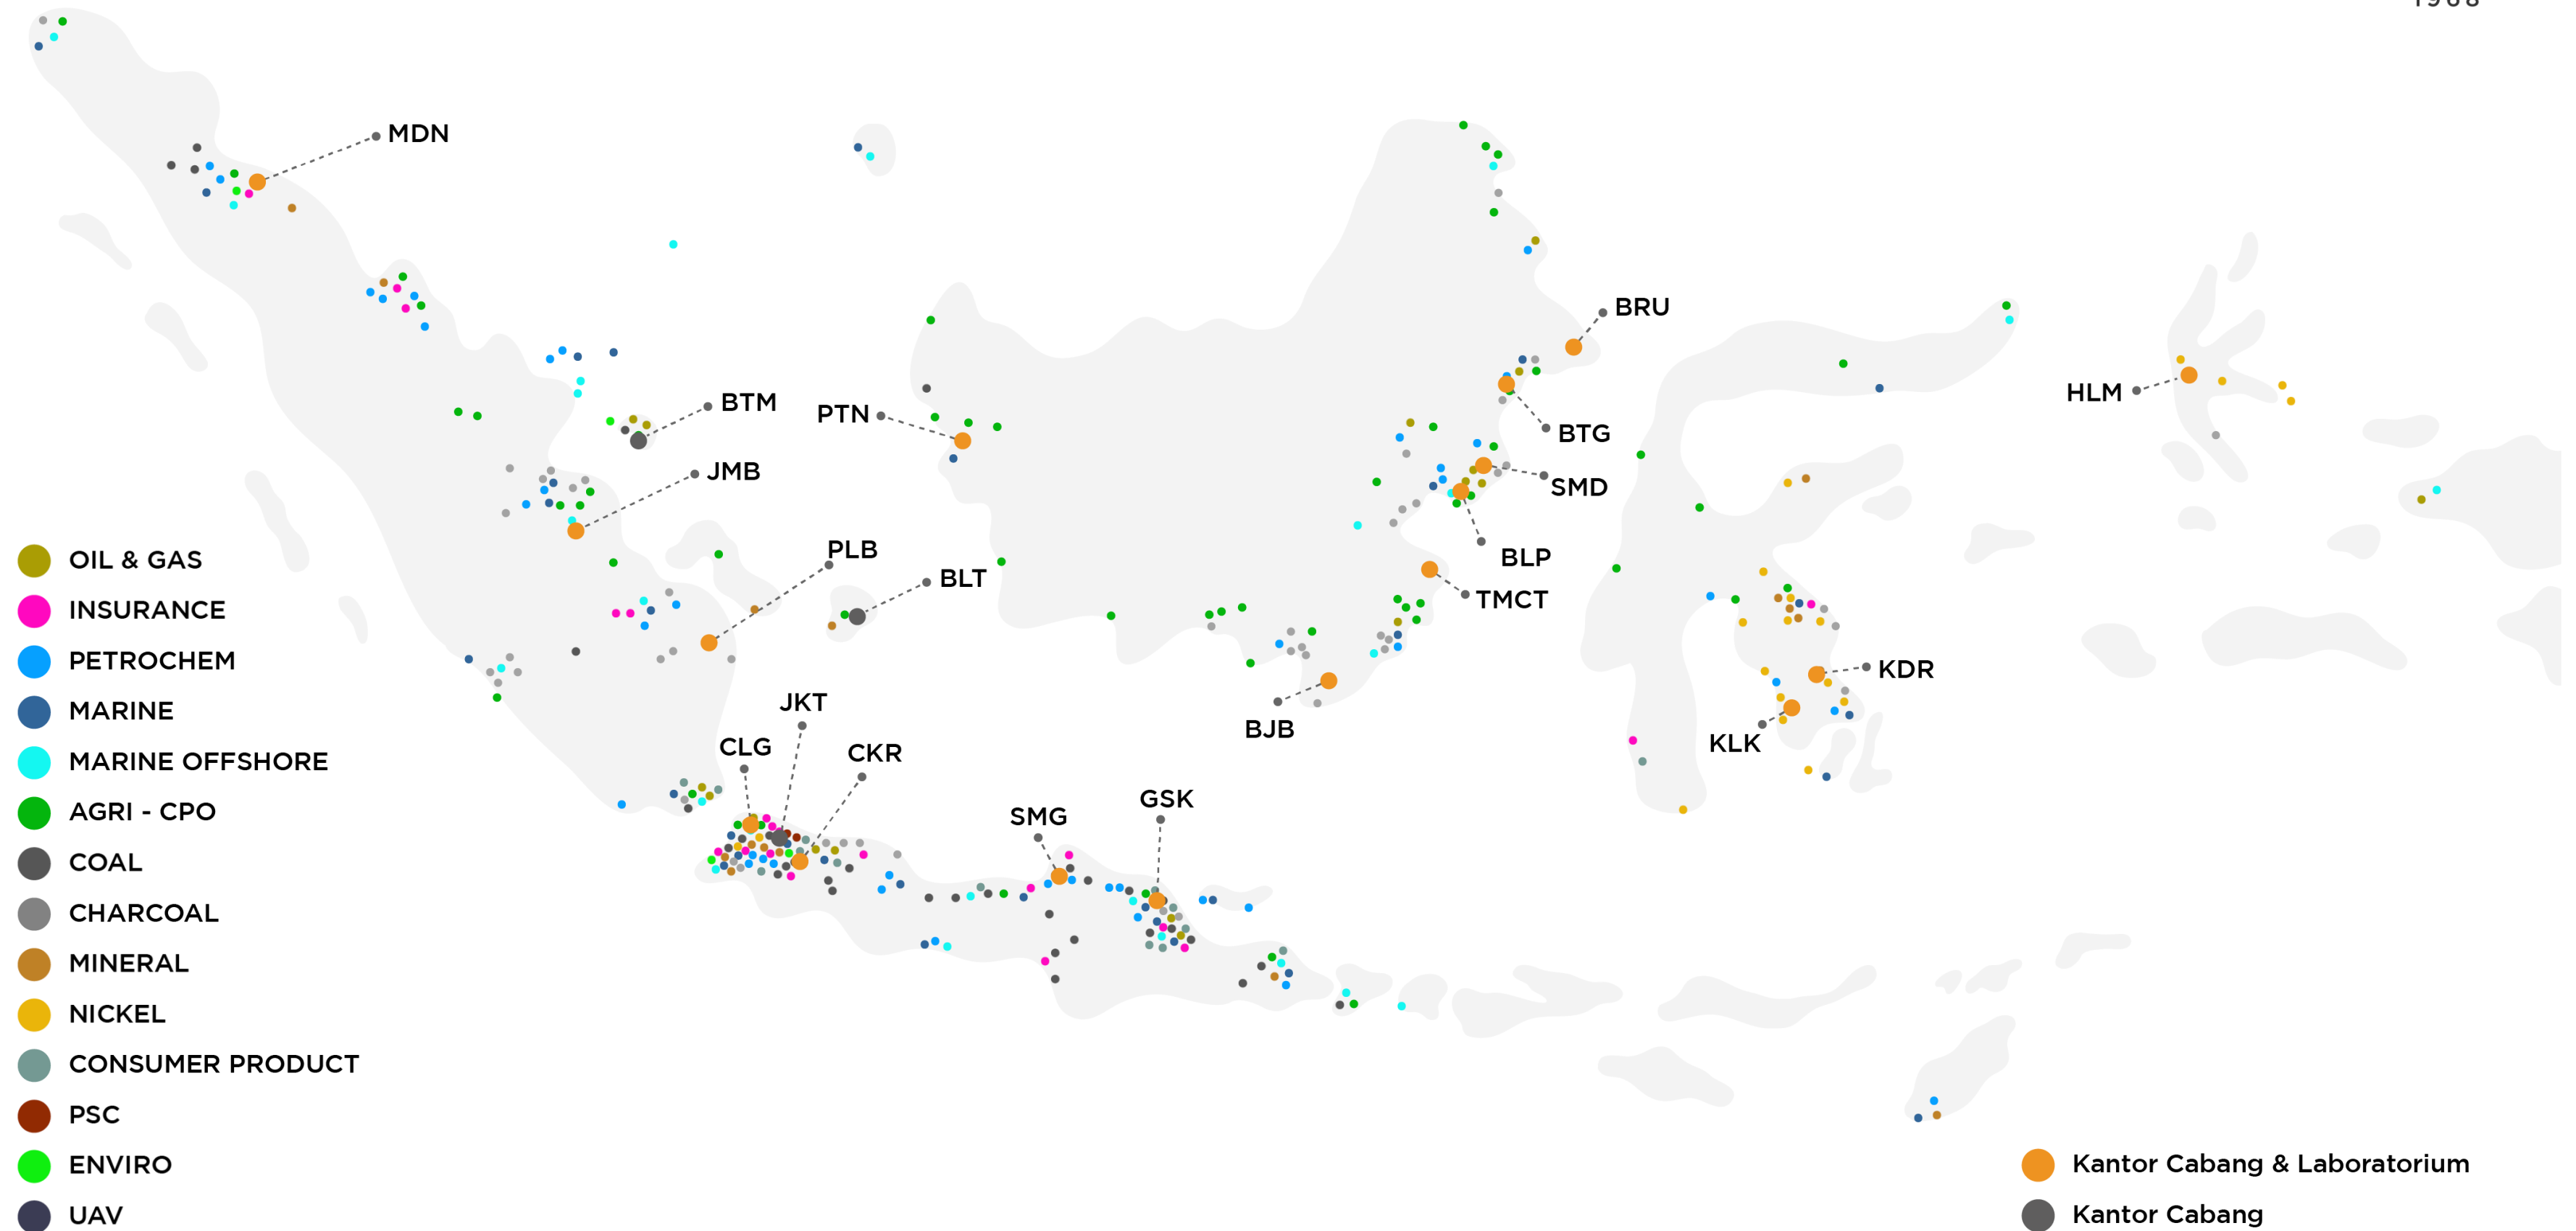 1968
MDN
BRU
BTM
PTN
HLM
BTG
JMB
SMD
PLB
BLP
BLT
TMCT
KDR
JKT
BJB
CLG
CKR
KLK
SMG
GSK
OIL & GAS
INSURANCE
PETROCHEM
MARINE
MARINE OFFSHORE
AGRI - CPO
COAL
CHARCOAL
MINERAL
NICKEL
CONSUMER PRODUCT
PSC
ENVIRO
UAV
Kantor Cabang & Laboratorium
Kantor Cabang